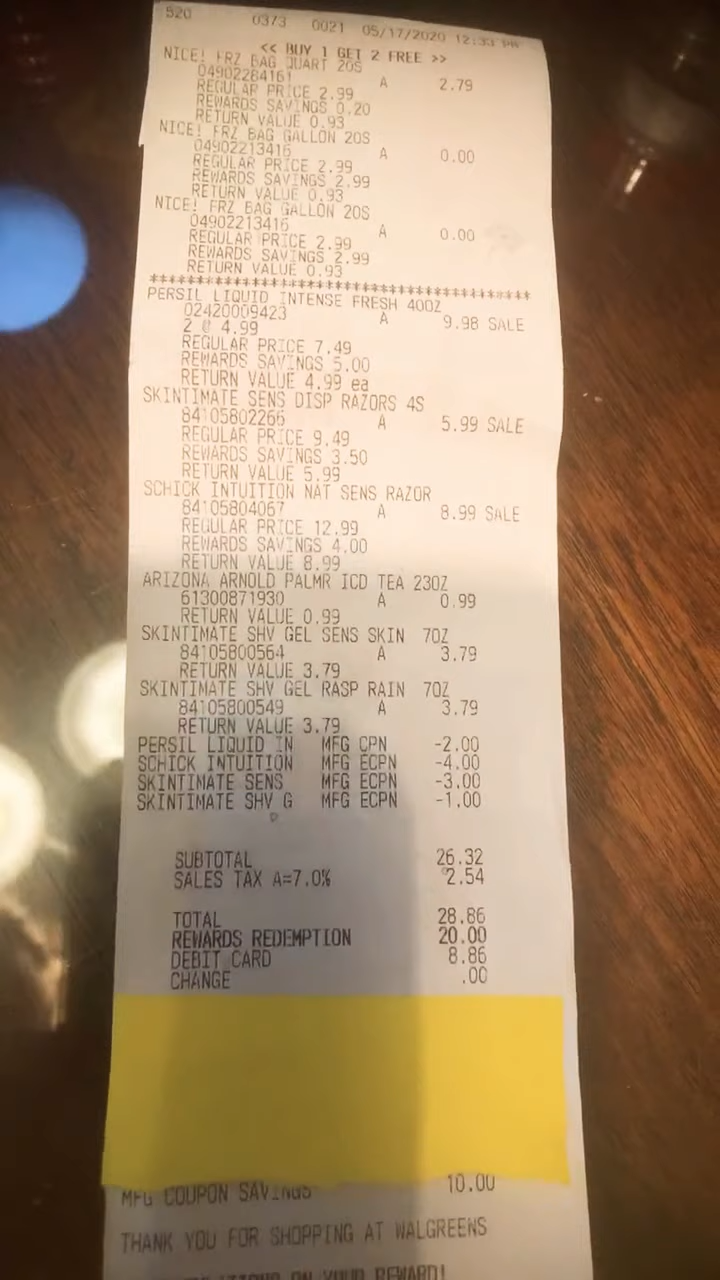 520 0373 0021 05/17/2020 12:33 PM
<< BUY 1 GET 2 FREE >>
NICE! FRZ BAG QUART 20S
04902284161 A 2.79
REGULAR PRICE 2.99
REWARDS SAVINGS 0.20
RETURN VALUE 0.93
NICE! FRZ BAG GALLON 20S
04902213416 A 0.00
REGULAR PRICE 2.99
REWARDS SAVINGS 2.99
RETURN VALUE 0.93
NICE! FRZ BAG GALLON 20S
04902213416 A 0.00
REGULAR PRICE 2.99
REWARDS SAVINGS 2.99
RETURN VALUE 0.93
******************************************
PERSIL LIQUID INTENSE FRESH 40OZ
02420009423 A 9.98 SALE
2 @ 4.99
REGULAR PRICE 7.49
REWARDS SAVINGS 5.00
RETURN VALUE 4.99 ea
SKINTIMATE SENS DISP RAZORS 4S
84105802266 A 5.99 SALE
REGULAR PRICE 9.49
REWARDS SAVINGS 3.50
RETURN VALUE 5.99
SCHICK INTUITION NAT SENS RAZOR
84105804067 A 8.99 SALE
REGULAR PRICE 12.99
REWARDS SAVINGS 4.00
RETURN VALUE 8.99
ARIZONA ARNOLD PALMR ICD TEA 23OZ
61300871930 A 0.99
RETURN VALUE 0.99
SKINTIMATE SHV GEL SENS SKIN 7OZ
84105800564 A 3.79
RETURN VALUE 3.79
SKINTIMATE SHV GEL RASP RAIN 7OZ
84105800549 A 3.79
RETURN VALUE 3.79
PERSIL LIQUID IN MFG CPN -2.00
SCHICK INTUITION MFG ECPN -4.00
SKINTIMATE SENS MFG ECPN -3.00
SKINTIMATE SHV G MFG ECPN -1.00
SUBTOTAL 26.32
SALES TAX A=7.0% 2.54
TOTAL 28.86
REWARDS REDEMPTION 20.00
DEBIT CARD 8.86
CHANGE .00
MFG COUPON SAVINGS 10.00
THANK YOU FOR SHOPPING AT WALGREENS
ON YOUR REWARD!